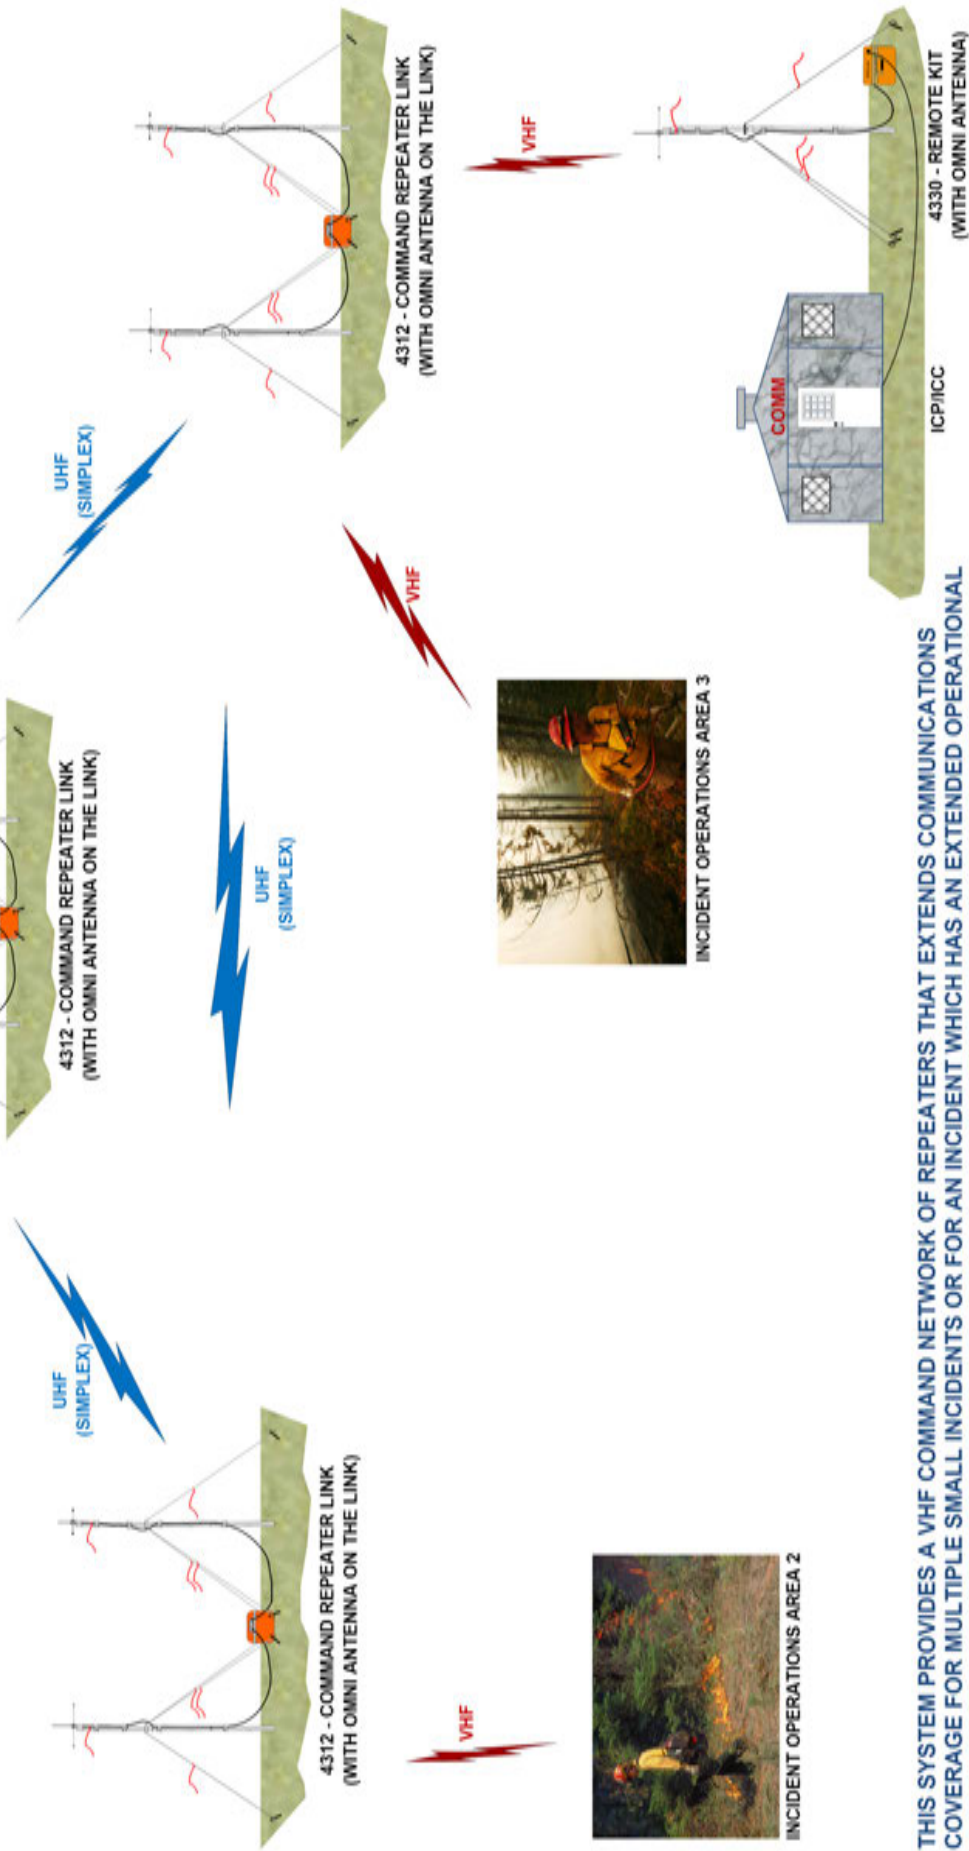 4312 - COMMAND REPEATER LINK
(WITH OMNI ANTENNA ON THE LINK)
UHF
(SIMPLEX)
UHF
(SIMPLEX)
UHF
(SIMPLEX)
4312 - COMMAND REPEATER LINK
(WITH OMNI ANTENNA ON THE LINK)
4312 - COMMAND REPEATER LINK
(WITH OMNI ANTENNA ON THE LINK)
VHF
VHF
VHF
INCIDENT OPERATIONS AREA 2
INCIDENT OPERATIONS AREA 3
COMM
ICP/ICC
4330 - REMOTE KIT
(WITH OMNI ANTENNA)
THIS SYSTEM PROVIDES A VHF COMMAND NETWORK OF REPEATERS THAT EXTENDS COMMUNICATIONS
COVERAGE FOR MULTIPLE SMALL INCIDENTS OR FOR AN INCIDENT WHICH HAS AN EXTENDED OPERATIONAL